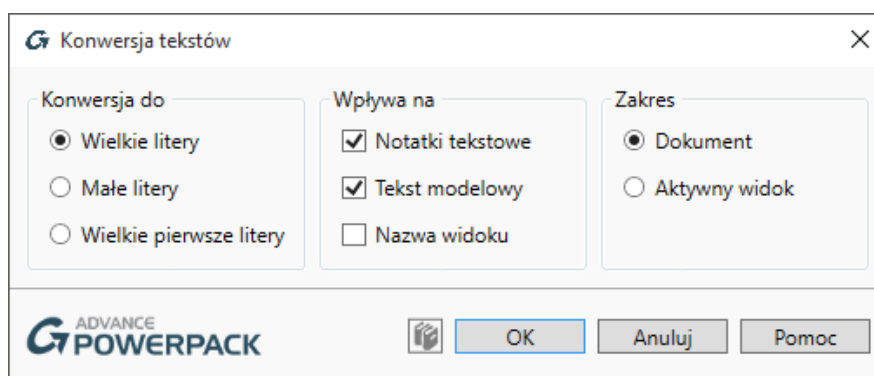 Konwersja tekstów
Konwersja do
Wielkie litery
Małe litery
Wielkie pierwsze litery
Wpływa na
Notatki tekstowe
Tekst modelowy
Nazwa widoku
Zakres
Dokument
Aktywny widok
ADVANCE
POWERPACK
OK
Anuluj
Pomoc